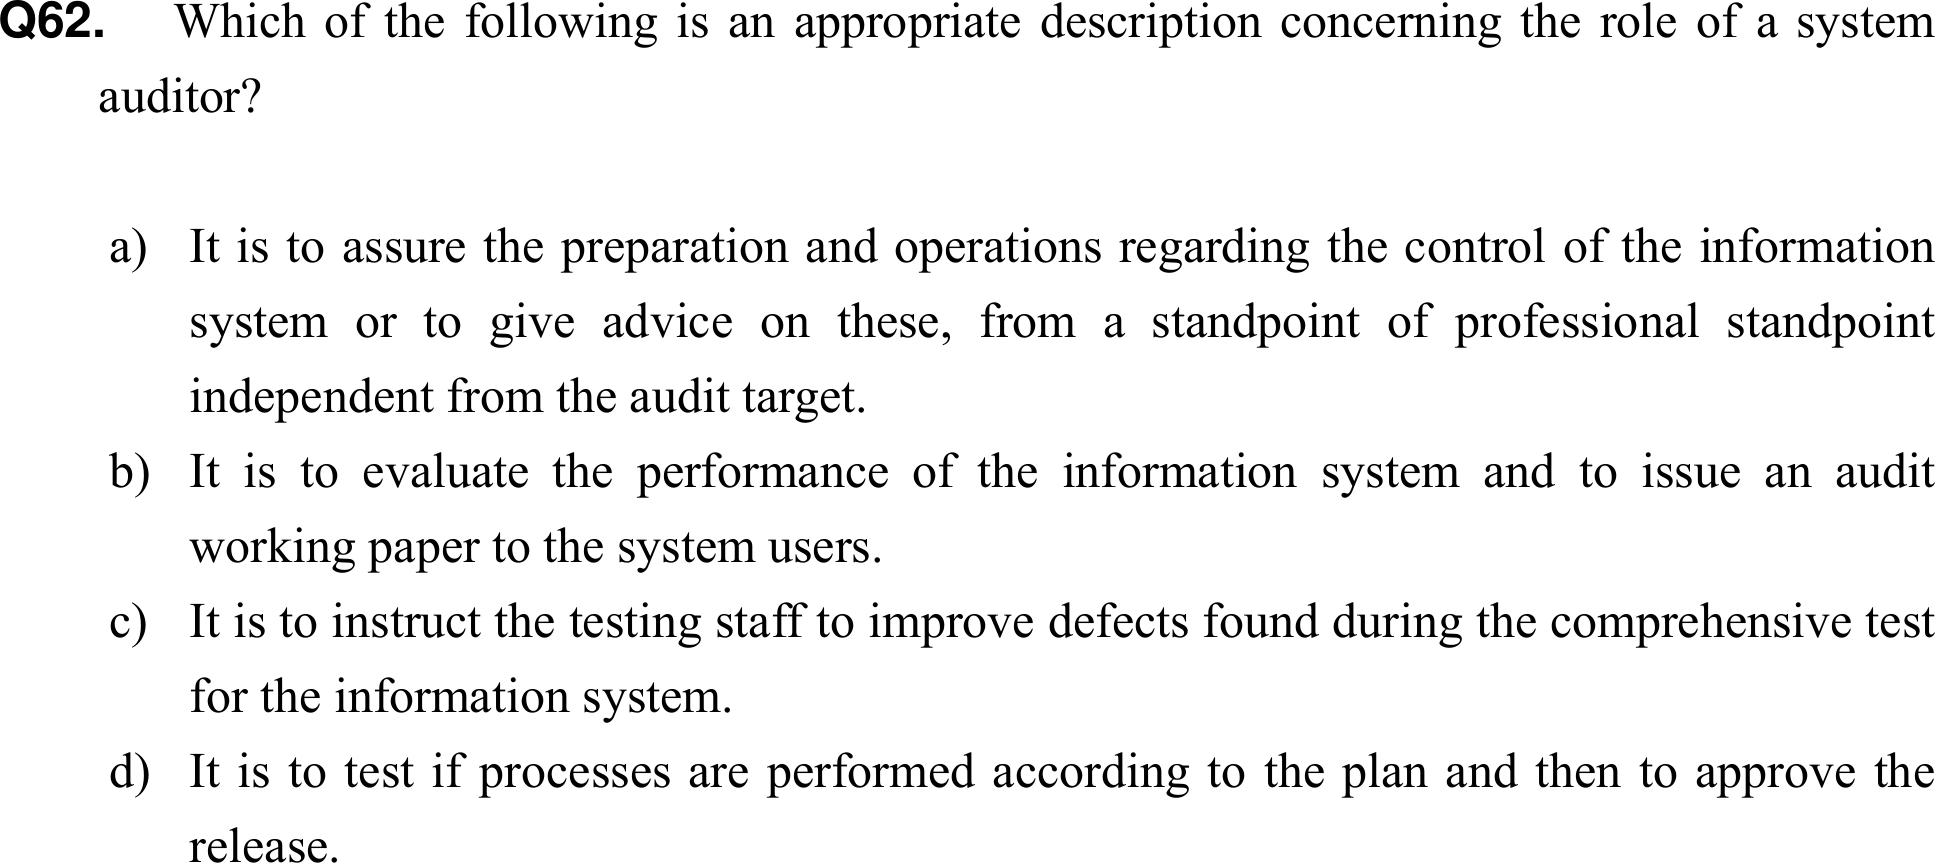 Q62. Which of the following is an appropriate description concerning the role of a system
auditor?
a) It is to assure the preparation and operations regarding the control of the information
system or to give advice on these, from a standpoint of professional standpoint
independent from the audit target.
b) It is to evaluate the performance of the information system and to issue an audit
working paper to the system users.
c) It is to instruct the testing staff to improve defects found during the comprehensive test
for the information system.
d) It is to test if processes are performed according to the plan and then to approve the
release.